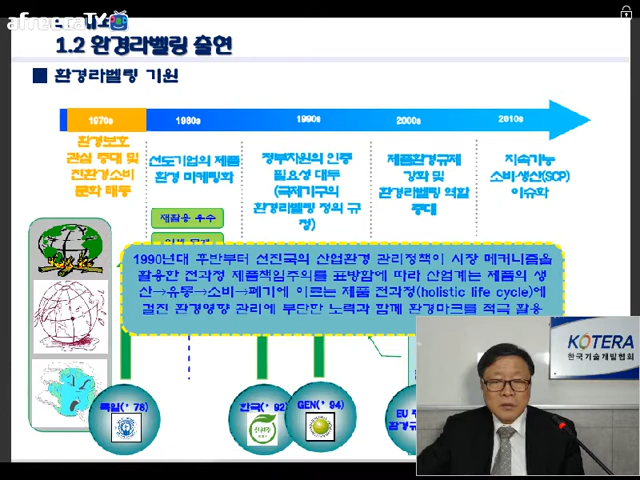 afreecaTV
1.2 환경라벨링 출연
환경라벨링 기원
1970s
1980s
1990s
2000s
2010s
환경보호
관심 증대 및
친환경소비
문화 태동
선도기업의 제품
환경 마케팅화
정부차원의 인증
필요성 대두
(국제기구의
환경라벨링 정의 규
정)
제품환경규제
강화 및
환경라벨링 역할
증대
지속가능
소비·생산(SCP)
이슈화
재활용 우수
1990년대 후반부터 선진국의 산업환경 관리정책이 시장 메커니즘을
활용한 전과정 제품책임주의를 표방함에 따라 산업계는 제품의 생
산→유통→소비→폐기에 이르는 제품 전과정(holistic life cycle)에
걸친 환경영향 관리에 부단한 노력과 함께 환경마크를 적극 활용
독일('78)
한국('92)
GEN('94)
EU
KOTERA
한국기술개발협회